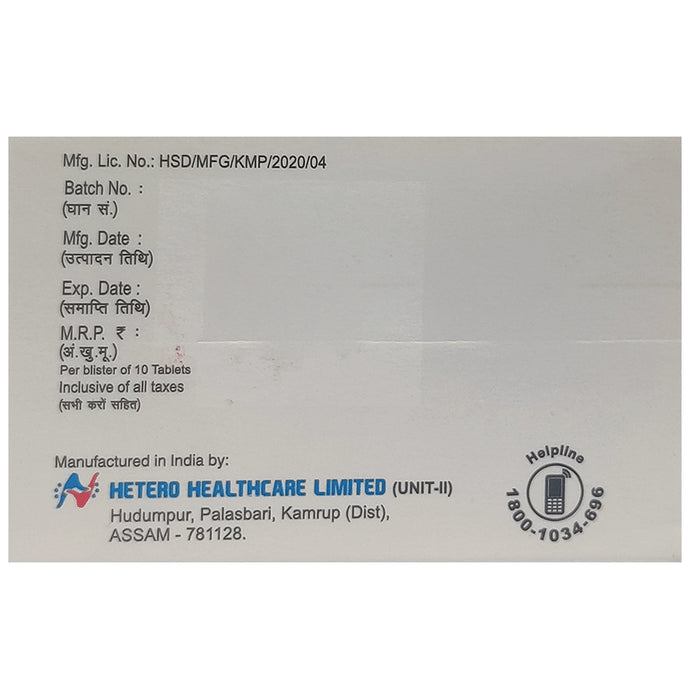 Mfg. Lic. No.: HSD/MFG/KMP/2020/04
Batch No. :
(घान सं.)
Mfg. Date :
(उत्पादन तिथि)
Exp. Date :
(समाप्ति तिथि)
M.R.P. ₹ :
(अं.खु.मू.)
Per blister of 10 Tablets
Inclusive of all taxes
(सभी करों सहित)
Manufactured in India by:
HETERO HEALTHCARE LIMITED (UNIT-II)
Hudumpur, Palasbari, Kamrup (Dist),
ASSAM - 781128.
Helpline
1800-1034-696